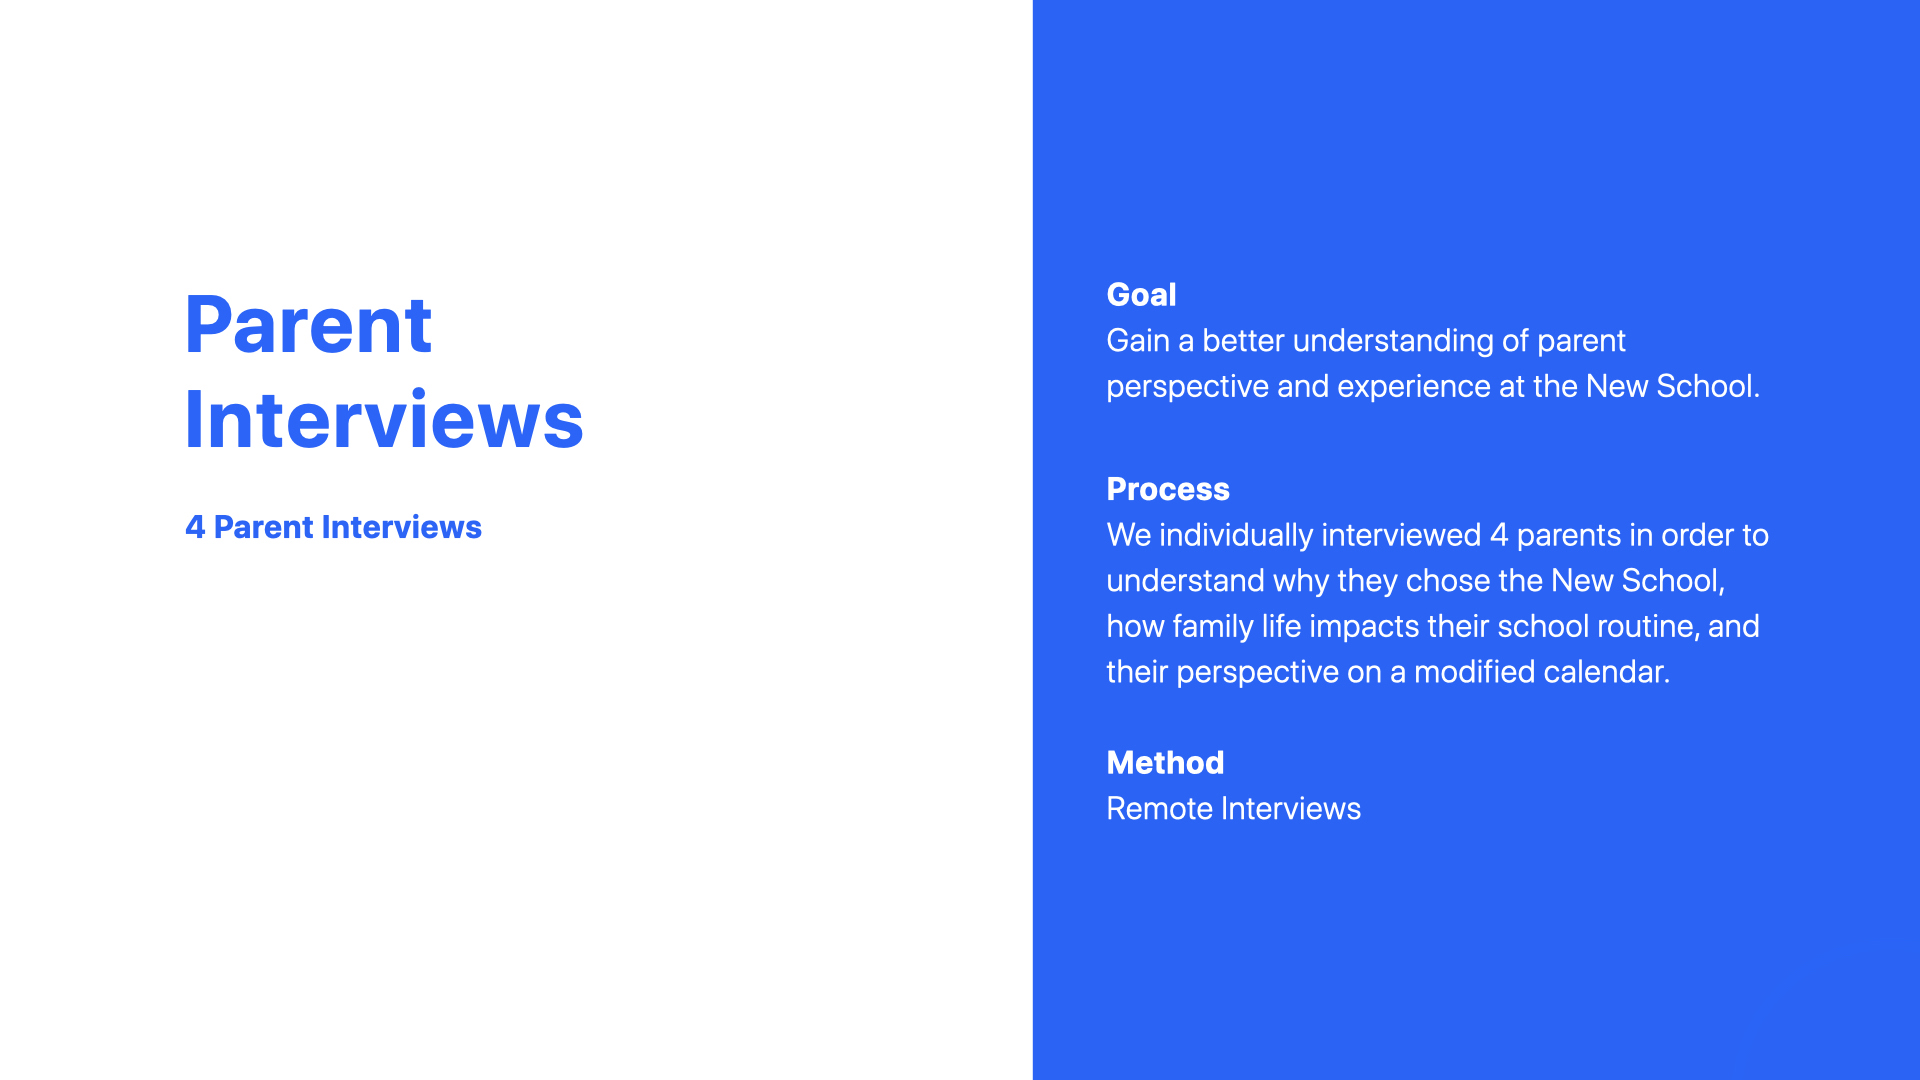 Parent
Interviews
4 Parent Interviews
Goal
Gain a better understanding of parent
perspective and experience at the New School.
Process
We individually interviewed 4 parents in order to
understand why they chose the New School,
how family life impacts their school routine, and
their perspective on a modified calendar.
Method
Remote Interviews